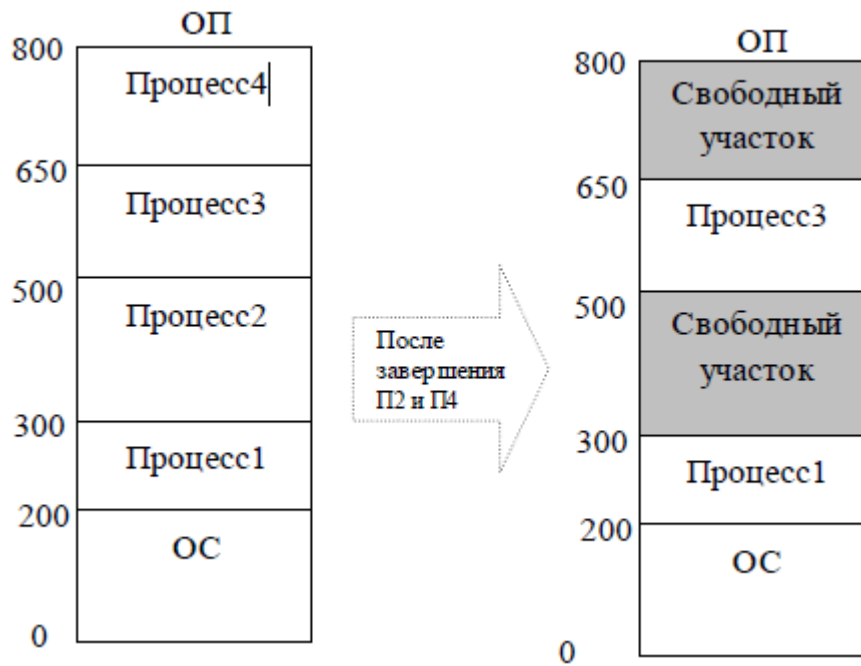 ОП
800
Процесс4
650
Процесс3
500
Процесс2
300
Процесс1
200
ОС
0
После
завершения
П2 и П4
ОП
800
Свободный
участок
650
Процесс3
500
Свободный
участок
300
Процесс1
200
ОС
0